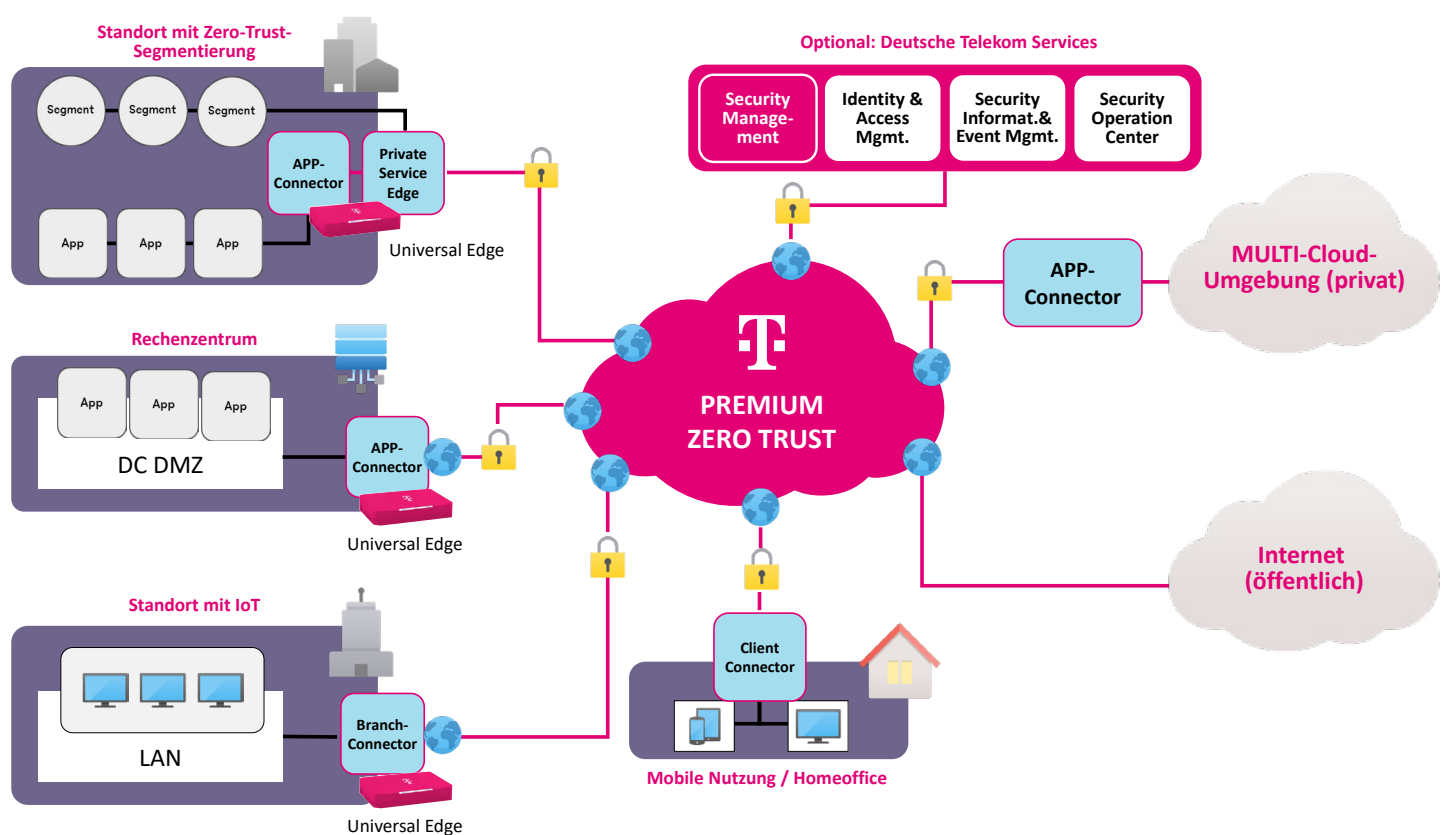 Standort mit Zero-Trust-
Segmentierung
Segment
Segment
Segment
APP-
Connector
Private
Service
Edge
App
App
App
Universal Edge
Optional: Deutsche Telekom Services
Security
Manage-
ment
Identity &
Access
Mgmt.
Security
Informat.&
Event Mgmt.
Security
Operation
Center
APP-
Connector
MULTI-Cloud-
Umgebung (privat)
Rechenzentrum
App
App
App
DC DMZ
APP-
Connector
Universal Edge
T
PREMIUM
ZERO TRUST
Internet
(öffentlich)
Standort mit IoT
LAN
Branch-
Connector
Universal Edge
Client
Connector
Mobile Nutzung / Homeoffice